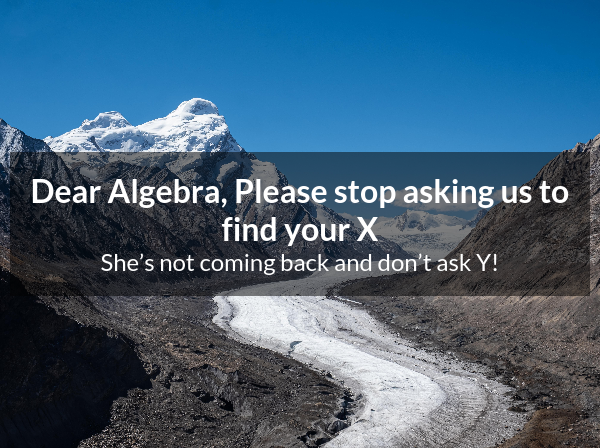 Dear Algebra, Please stop asking us to
find your X
She’s not coming back and don’t ask Y!